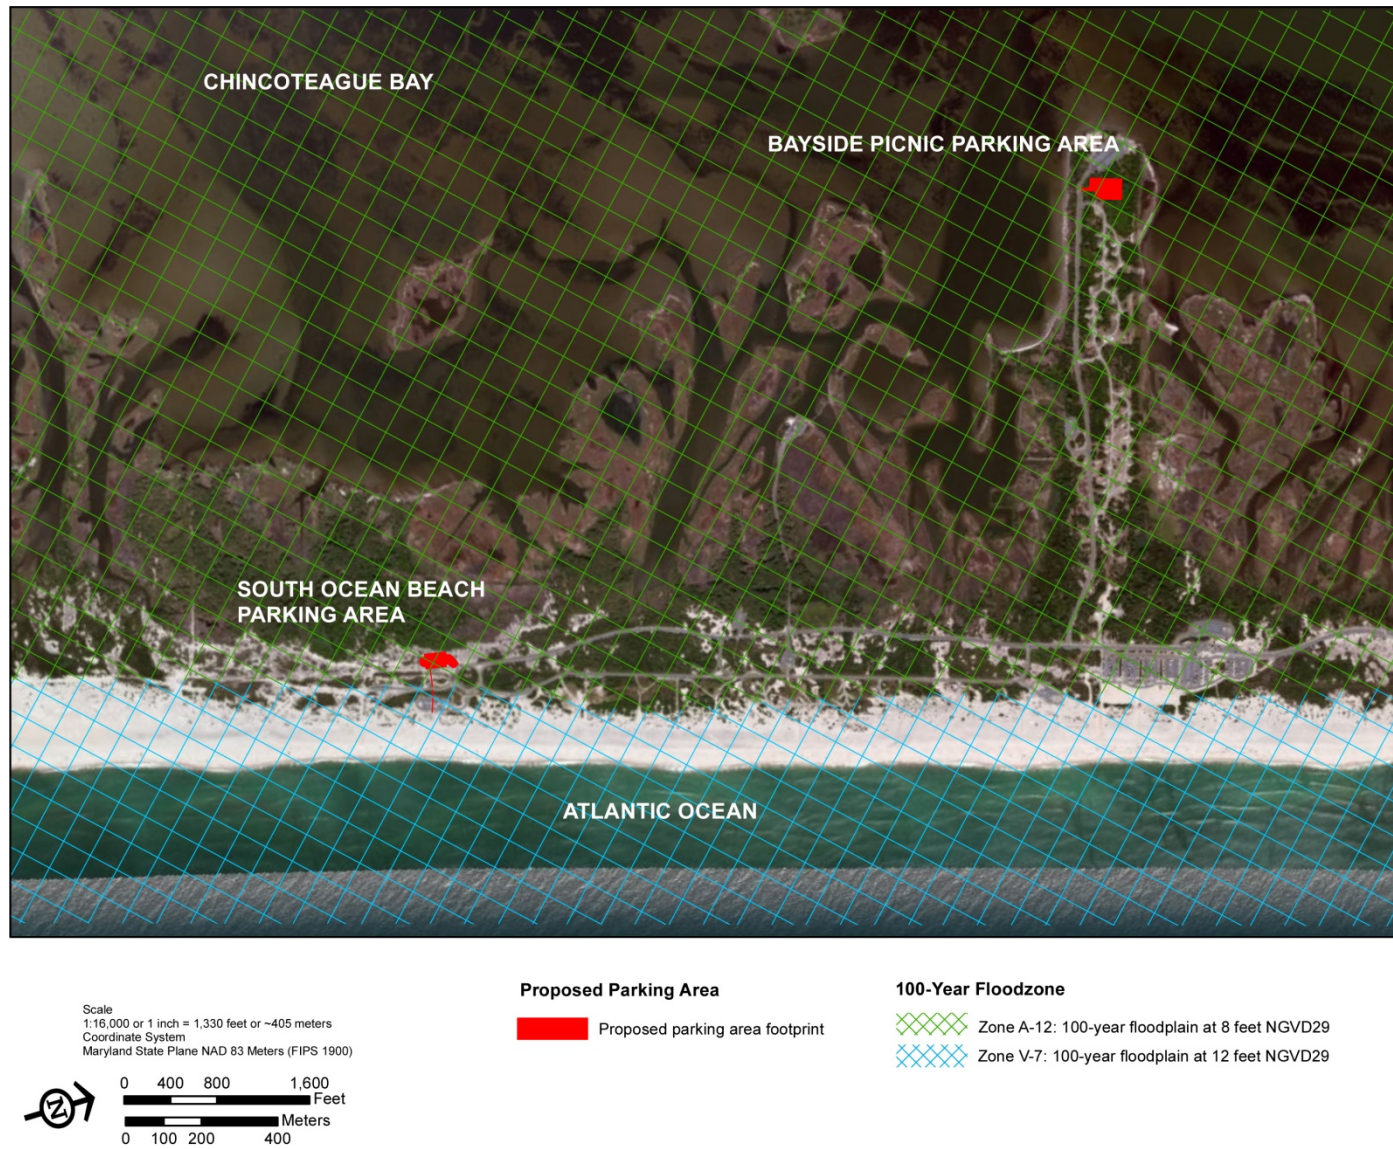 CHINCOTEAGUE BAY
BAYSIDE PICNIC PARKING AREA
SOUTH OCEAN BEACH
PARKING AREA
ATLANTIC OCEAN
Scale
1:16,000 or 1 inch = 1,330 feet or ~405 meters
Coordinate System
Maryland State Plane NAD 83 Meters (FIPS 1900)
N
0 400 800 1,600
Feet
Meters
0 100 200 400
Proposed Parking Area
Proposed parking area footprint
100-Year Floodzone
Zone A-12: 100-year floodplain at 8 feet NGVD29
Zone V-7: 100-year floodplain at 12 feet NGVD29